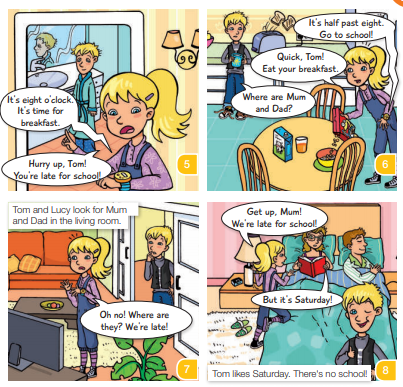 It's eight o'clock.
It's time for
breakfast.
Hurry up, Tom!
You're late for school!
5
It's half past eight.
Go to school!
Quick, Tom!
Eat your breakfast.
Where are Mum
and Dad?
6
Tom and Lucy look for Mum
and Dad in the living room.
Oh no! Where are
they? We're late!
7
Get up, Mum!
We're late for school!
But it's Saturday!
Tom likes Saturday. There's no school!
8